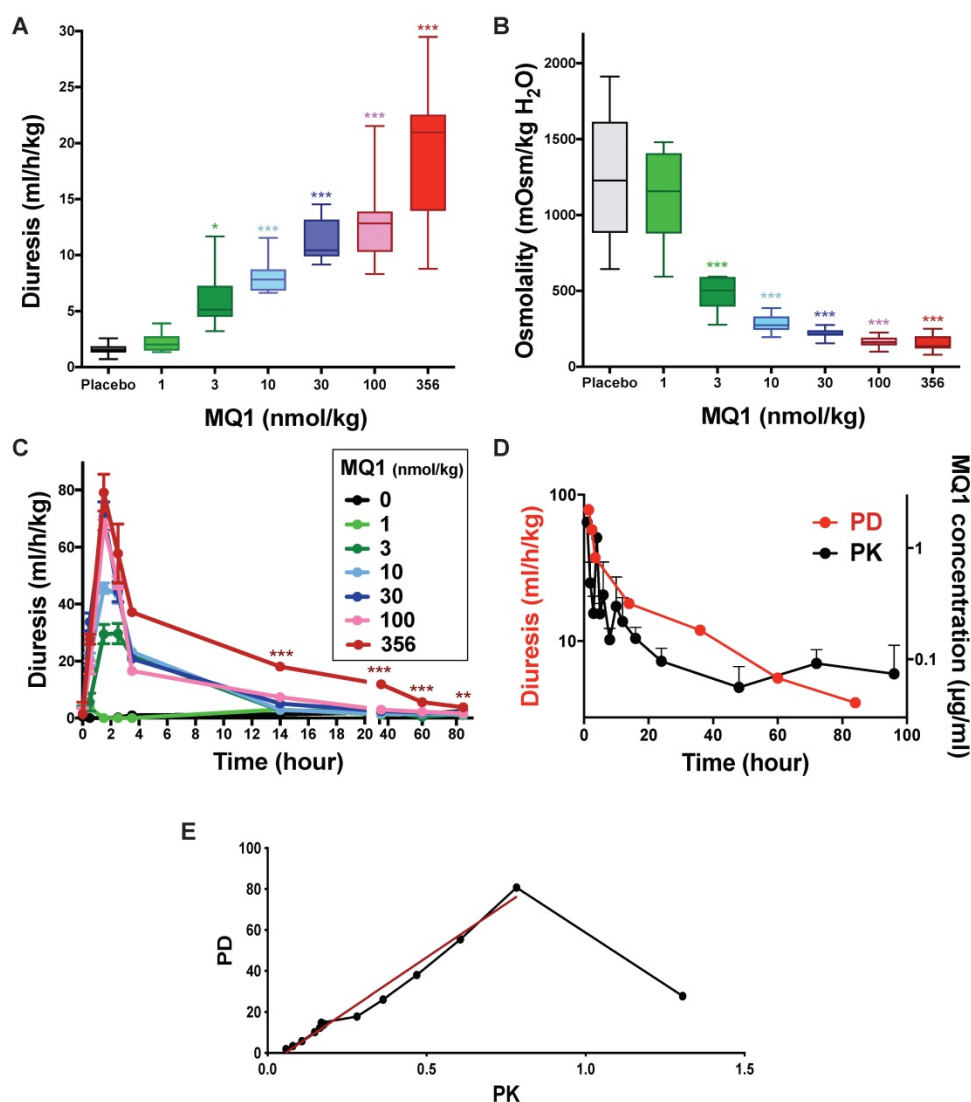 A
Diuresis (ml/h/kg)
30
25
20
15
10
5
0
*
***
***
***
***
Placebo 1 3 10 30 100 356
MQ1 (nmol/kg)
B
Osmolality (mOsm/kg H₂O)
2000
1500
1000
500
0
***
***
***
***
***
Placebo 1 3 10 30 100 356
MQ1 (nmol/kg)
C
Diuresis (ml/h/kg)
80
60
40
20
0
MQ1 (nmol/kg)
0
1
3
10
30
100
356
***
***
***
**
0 2 4 6 8 10 12 14 16 18 20 20 40 60 80
Time (hour)
D
Diuresis (ml/h/kg)
100
10
PD
PK
MQ1 concentration (µg/ml)
1
0.1
0 20 40 60 80 100
Time (hour)
E
PD
100
80
60
40
20
0
0.0 0.5 1.0 1.5
PK